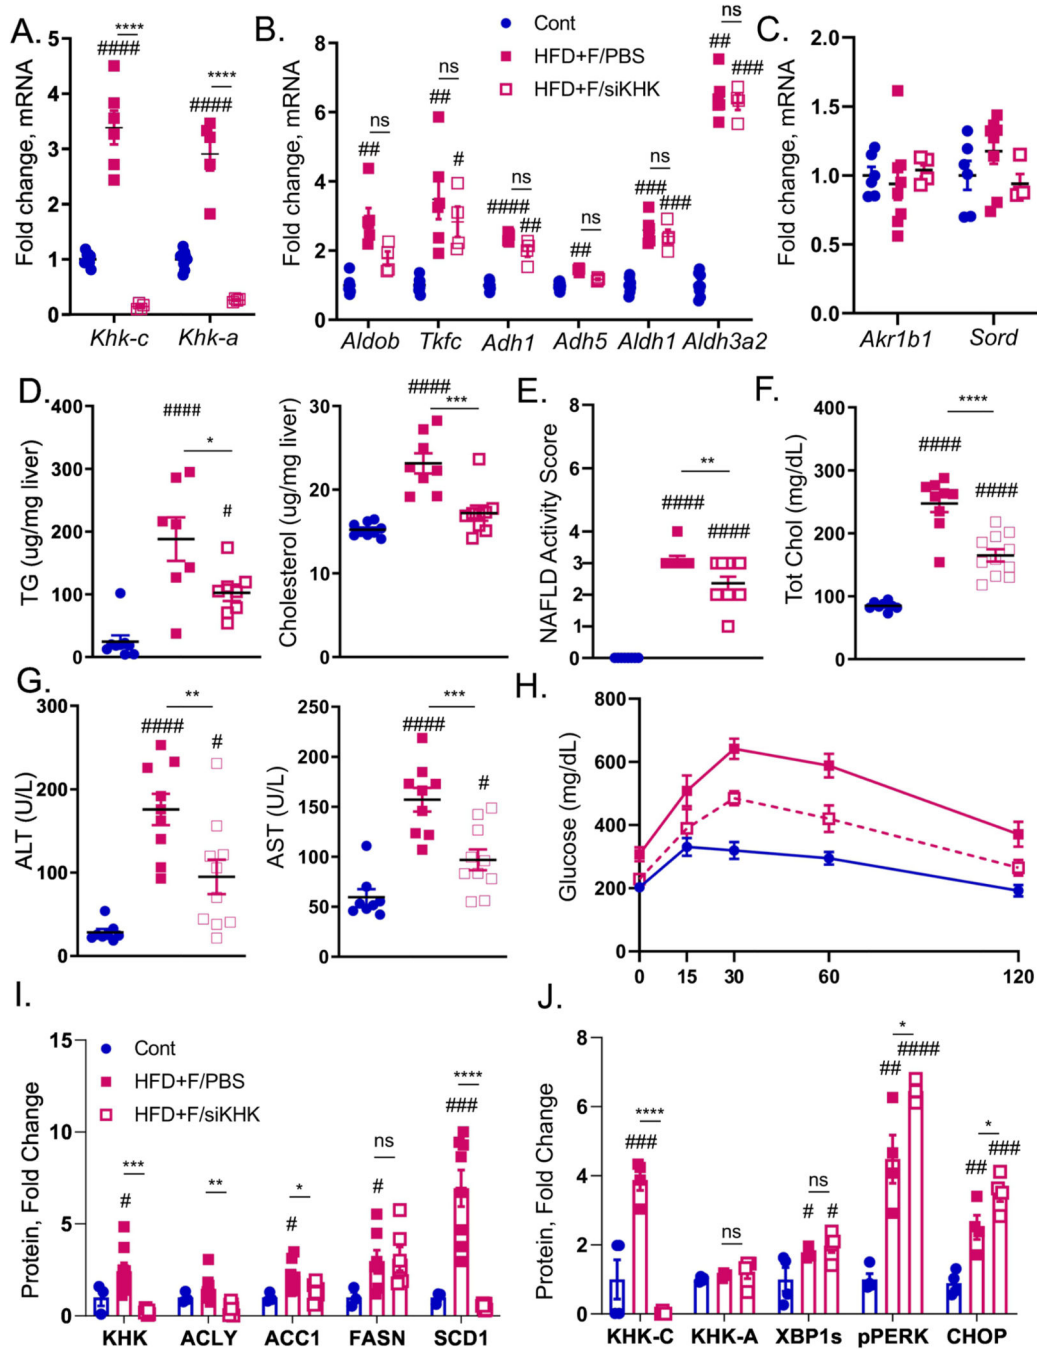 A.
Fold change, mRNA
5
4
3
2
1
0
####
****
####
****
Khk-c
Khk-a
B.
Fold change, mRNA
8
6
4
2
0
Cont
HFD+F/PBS
HFD+F/siKHK
##
ns
##
ns
#
####
ns
##
##
ns
###
ns
###
##
ns
###
Aldob
Tkfc
Adh1
Adh5
Aldh1
Aldh3a2
C.
Fold change, mRNA
2.0
1.5
1.0
0.5
0.0
Akr1b1
Sord
D.
TG (ug/mg liver)
400
300
200
100
0
####
*
#
Cholesterol (ug/mg liver)
30
20
10
0
####
***
E.
NAFLD Activity Score
8
6
4
2
0
####
**
####
F.
Tot Chol (mg/dL)
400
300
200
100
0
####
****
####
G.
ALT (U/L)
300
200
100
0
####
**
#
AST (U/L)
250
200
150
100
50
0
####
***
#
H.
Glucose (mg/dL)
800
600
400
200
0
0
15
30
60
120
I.
Protein, Fold Change
15
10
5
0
Cont
HFD+F/PBS
HFD+F/siKHK
***
#
**
*
#
ns
#
****
###
KHK
ACLY
ACC1
FASN
SCD1
J.
Protein, Fold Change
8
6
4
2
0
****
###
ns
ns
#
#
*
##
####
*
##
###
KHK-C
KHK-A
XBP1s
pPERK
CHOP